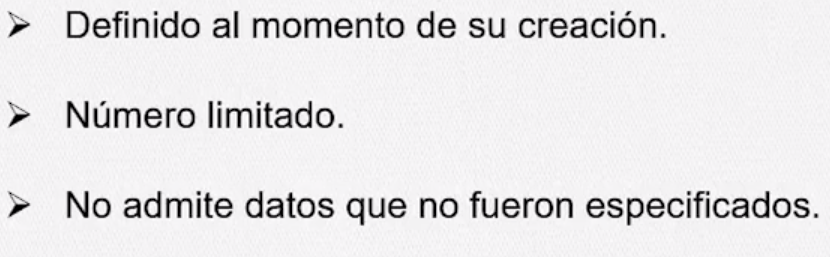 ➢ Definido al momento de su creación.
➢ Número limitado.
➢ No admite datos que no fueron especificados.